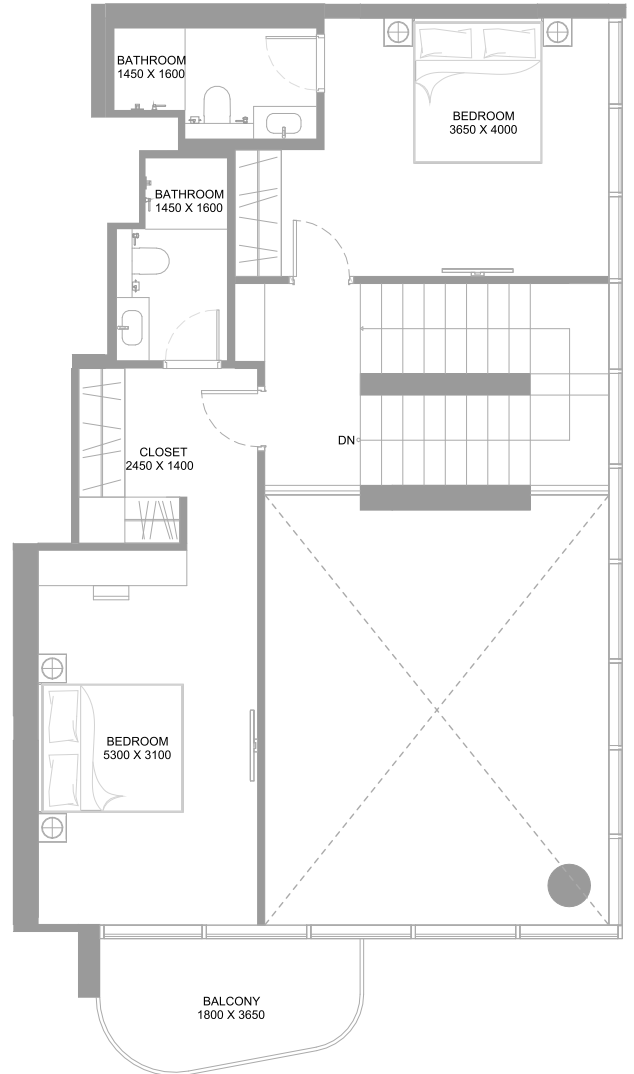 BATHROOM
1450 X 1600
BEDROOM
3650 X 4000
BATHROOM
1450 X 1600
DN
CLOSET
2450 X 1400
BEDROOM
5300 X 3100
BALCONY
1800 X 3650